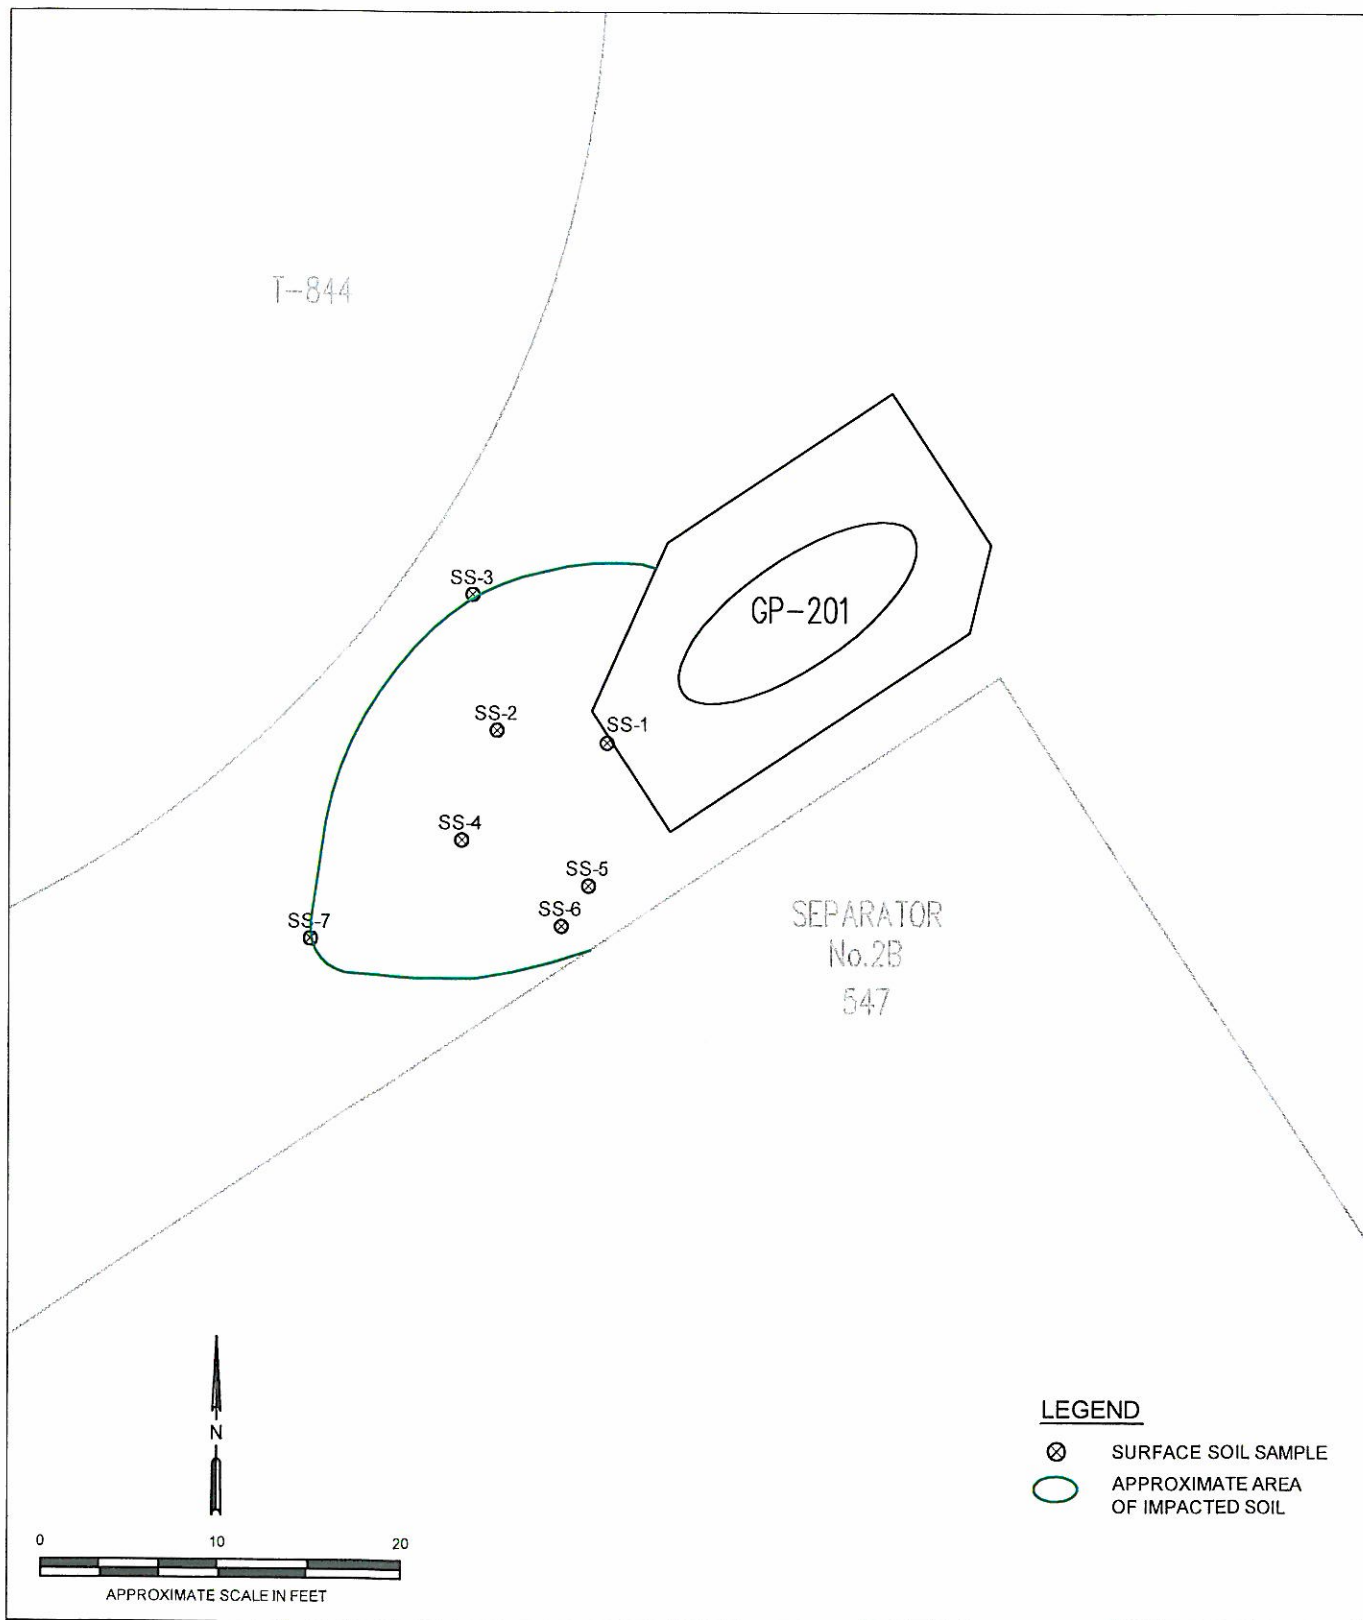 T-844
SS-3
GP-201
SS-2
SS-1
SS-4
SS-5
SS-6
SS-7
SEPARATOR
No.2B
547
N
0 10 20
APPROXIMATE SCALE IN FEET
LEGEND
SURFACE SOIL SAMPLE
APPROXIMATE AREA
OF IMPACTED SOIL